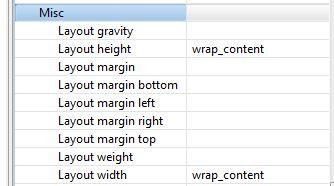 Misc
Layout gravity
Layout height wrap_content
Layout margin
Layout margin bottom
Layout margin left
Layout margin right
Layout margin top
Layout weight
Layout width wrap_content